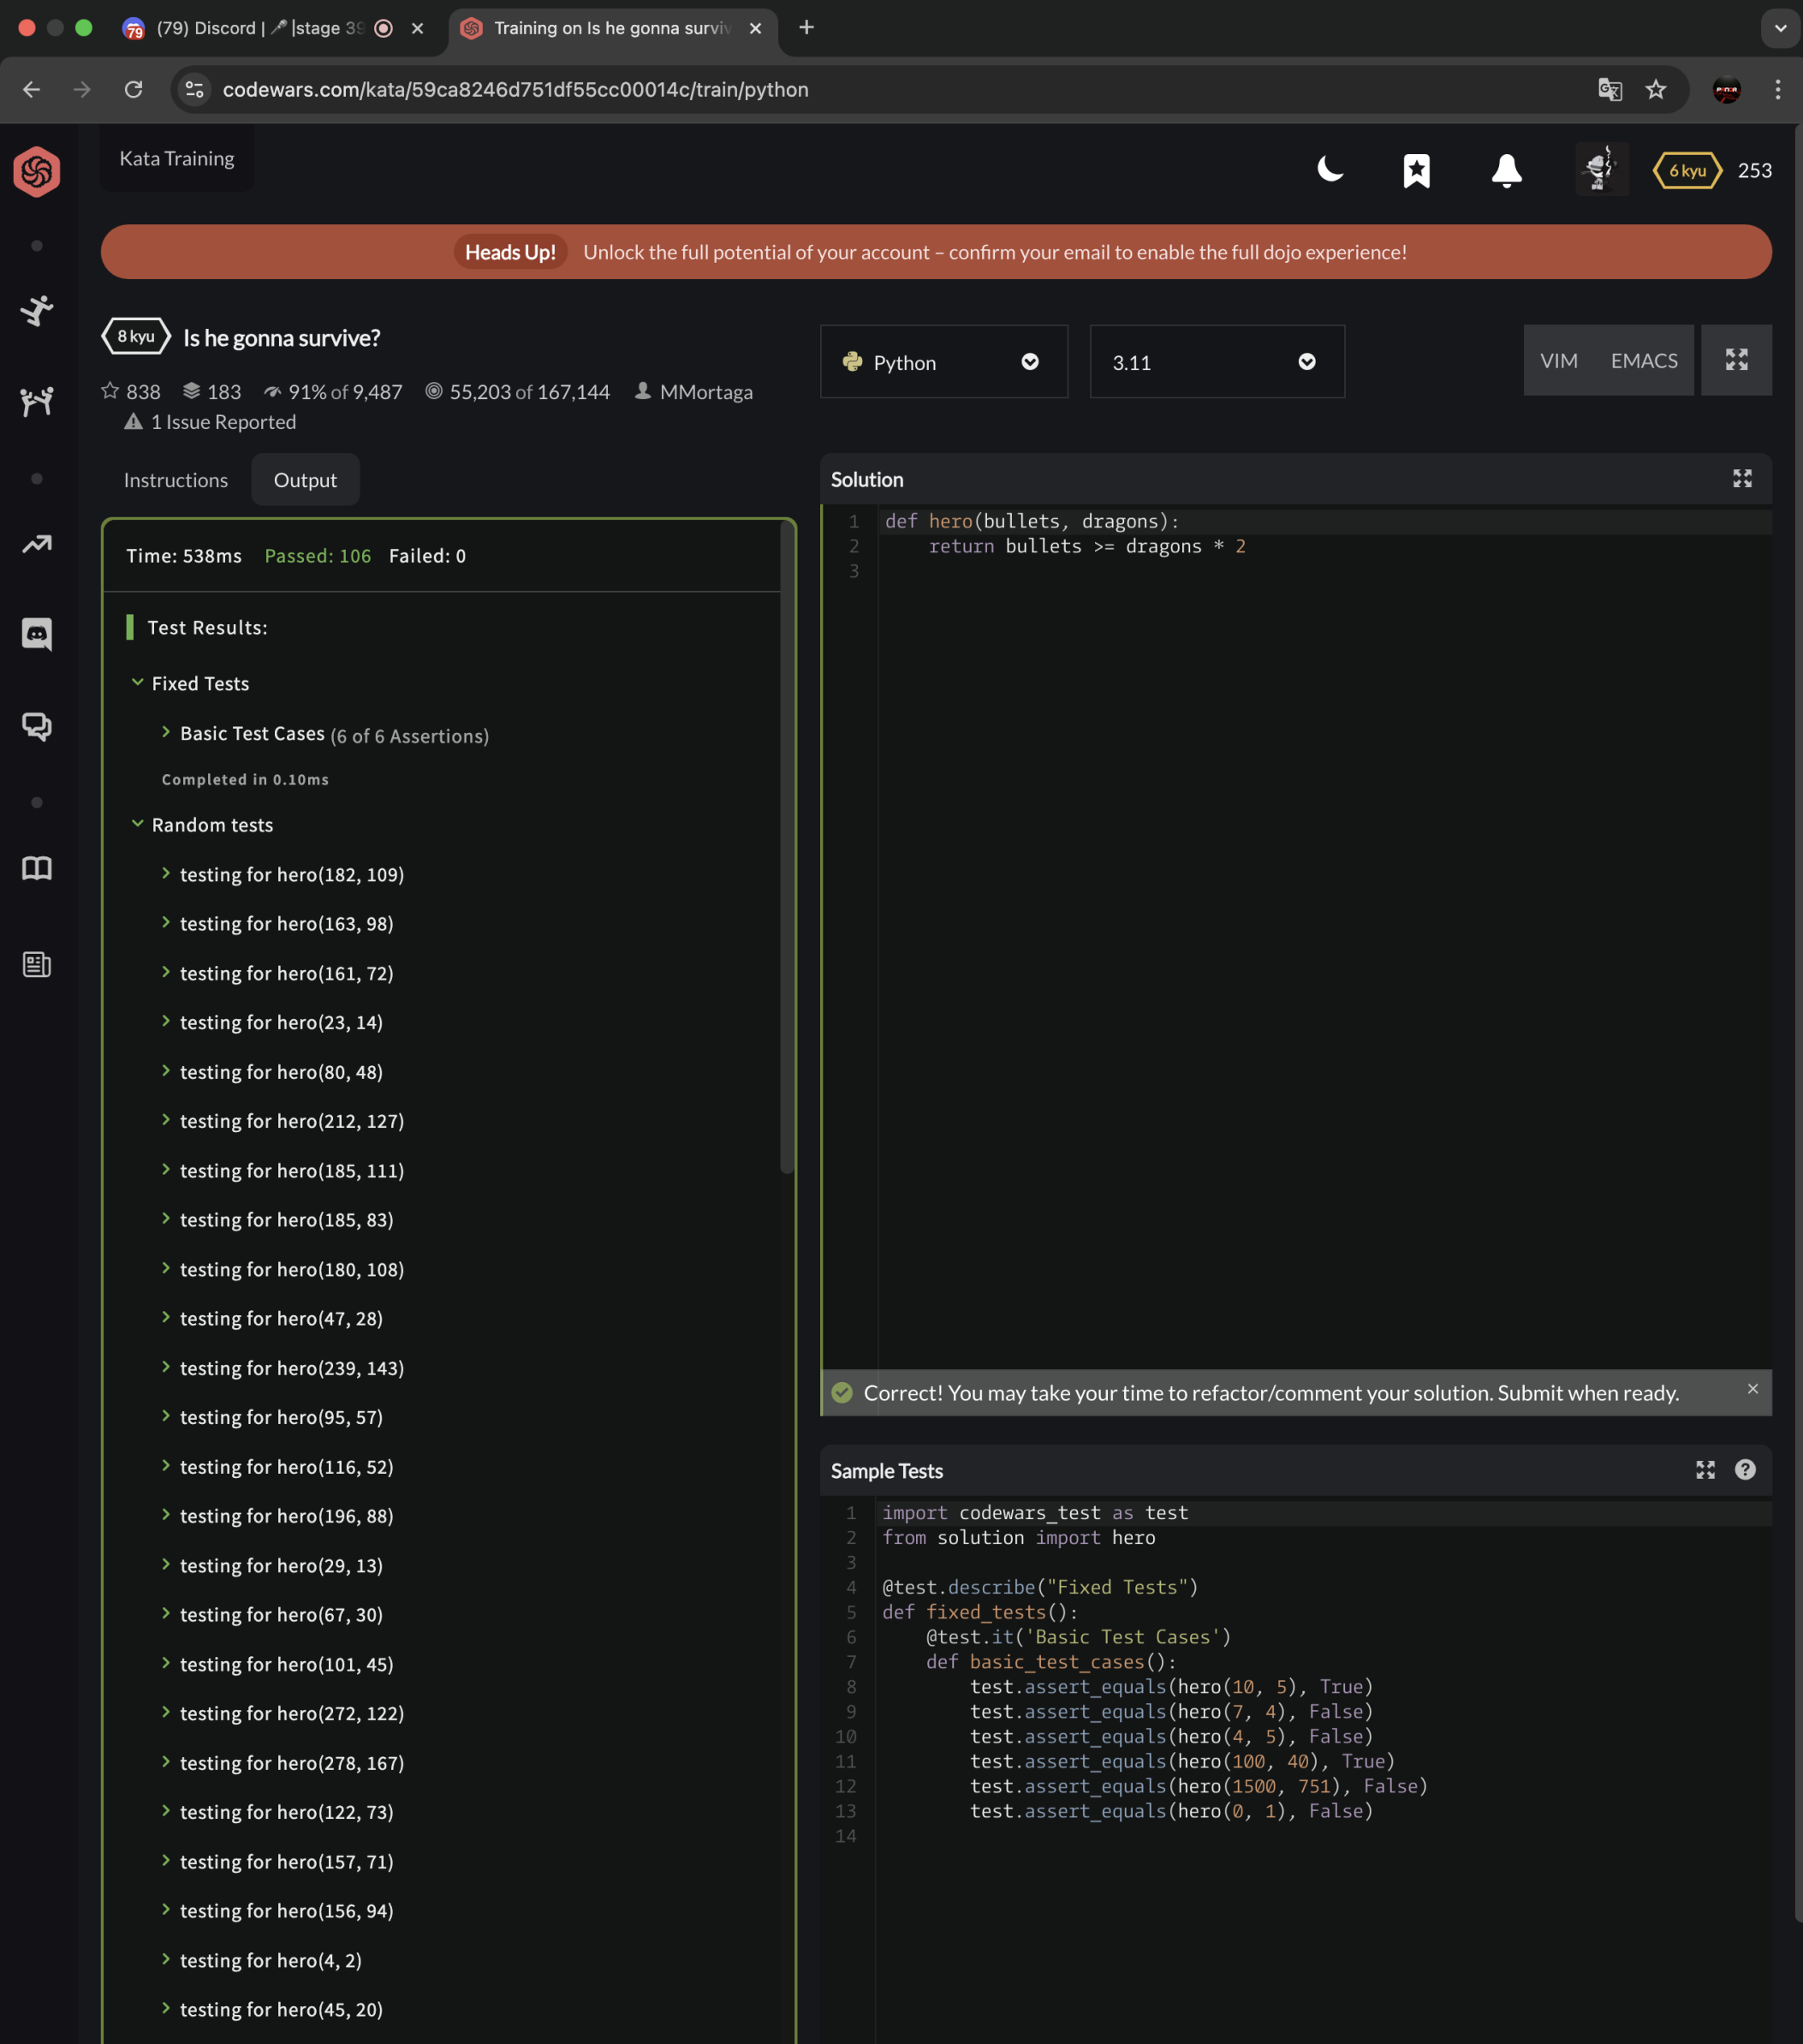 (79) Discord | 🎤 |stage 39
Training on Is he gonna surviv
codewars.com/kata/59ca8246d751df55cc00014c/train/python
Kata Training
6 kyu 253
Heads Up! Unlock the full potential of your account – confirm your email to enable the full dojo experience!
8 kyu Is he gonna survive?
838 183 91% of 9,487 55,203 of 167,144 MMortaga
1 Issue Reported
Python
3.11
VIM EMACS
Instructions Output
Time: 538ms Passed: 106 Failed: 0
Test Results:
Fixed Tests
Basic Test Cases (6 of 6 Assertions)
Completed in 0.10ms
Random tests
testing for hero(182, 109)
testing for hero(163, 98)
testing for hero(161, 72)
testing for hero(23, 14)
testing for hero(80, 48)
testing for hero(212, 127)
testing for hero(185, 111)
testing for hero(185, 83)
testing for hero(180, 108)
testing for hero(47, 28)
testing for hero(239, 143)
testing for hero(95, 57)
testing for hero(116, 52)
testing for hero(196, 88)
testing for hero(29, 13)
testing for hero(67, 30)
testing for hero(101, 45)
testing for hero(272, 122)
testing for hero(278, 167)
testing for hero(122, 73)
testing for hero(157, 71)
testing for hero(156, 94)
testing for hero(4, 2)
testing for hero(45, 20)
Solution
1 def hero(bullets, dragons):
2     return bullets >= dragons * 2
3
Correct! You may take your time to refactor/comment your solution. Submit when ready.
Sample Tests
1 import codewars_test as test
2 from solution import hero
3
4 @test.describe("Fixed Tests")
5 def fixed_tests():
6     @test.it('Basic Test Cases')
7     def basic_test_cases():
8         test.assert_equals(hero(10, 5), True)
9         test.assert_equals(hero(7, 4), False)
10         test.assert_equals(hero(4, 5), False)
11         test.assert_equals(hero(100, 40), True)
12         test.assert_equals(hero(1500, 751), False)
13         test.assert_equals(hero(0, 1), False)
14